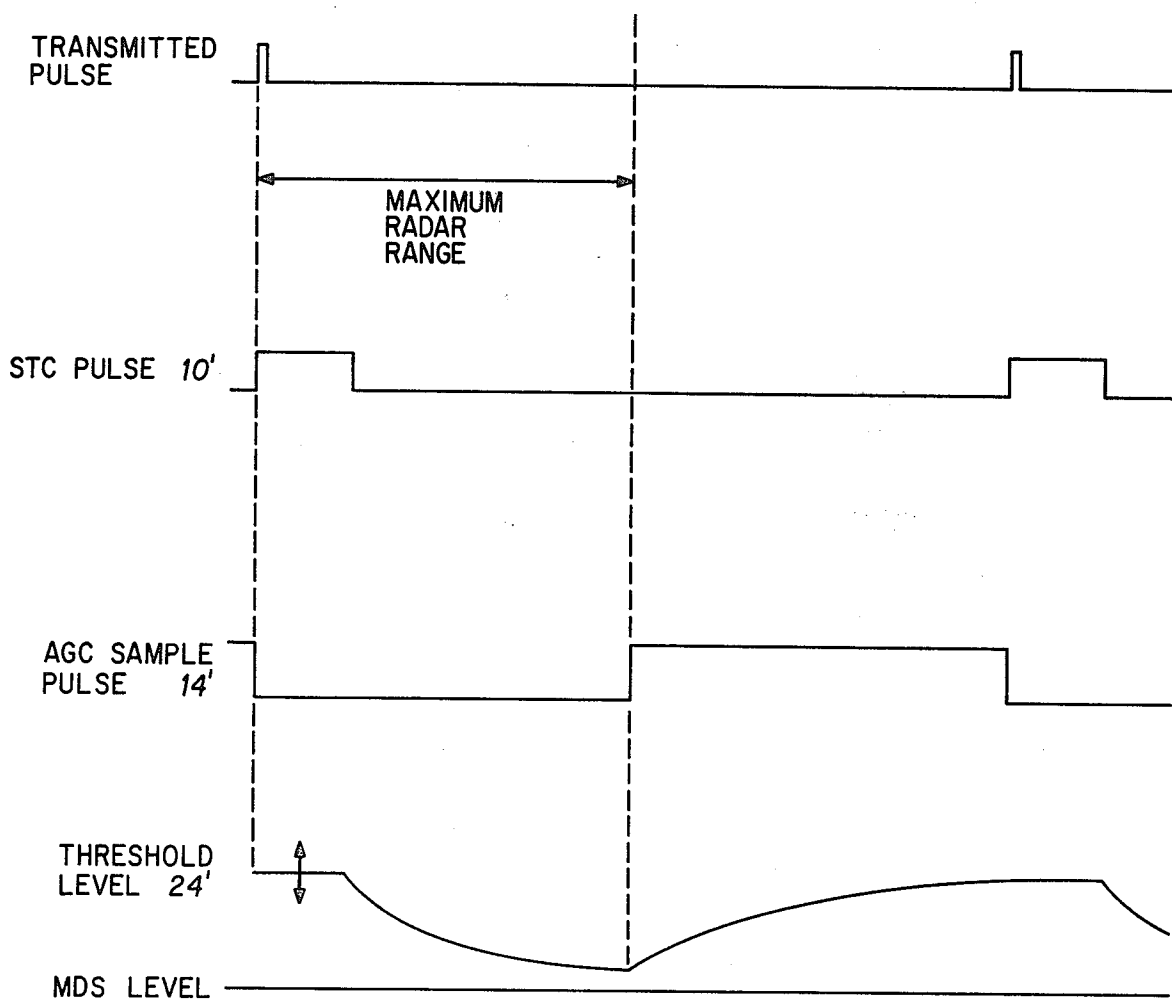 TRANSMITTED
PULSE
MAXIMUM
RADAR
RANGE
STC PULSE 10'
AGC SAMPLE
PULSE 14'
THRESHOLD
LEVEL 24'
MDS LEVEL